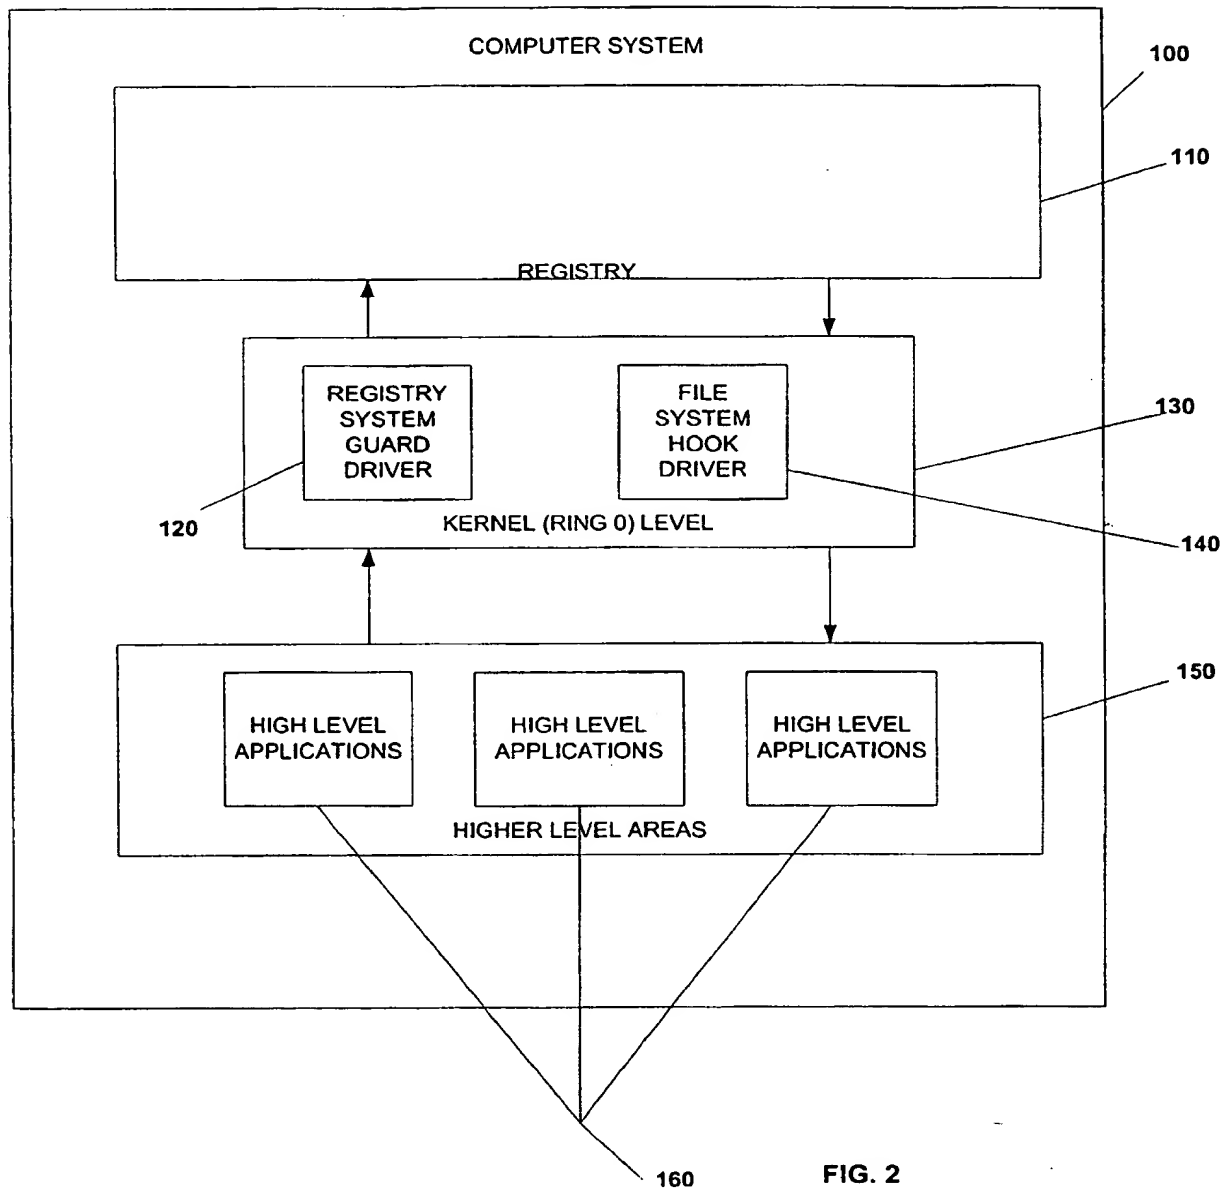 COMPUTER SYSTEM
100
110
REGISTRY
REGISTRY
SYSTEM
GUARD
DRIVER
FILE
SYSTEM
HOOK
DRIVER
130
120
KERNEL (RING 0) LEVEL
140
150
HIGH LEVEL
APPLICATIONS
HIGH LEVEL
APPLICATIONS
HIGH LEVEL
APPLICATIONS
HIGHER LEVEL AREAS
160
FIG. 2